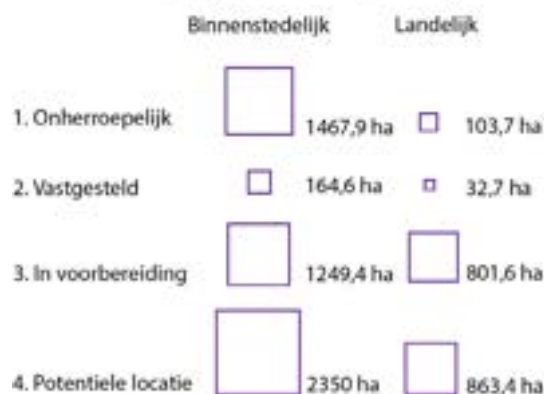 Binnenstedelijk Landelijk
1. Onherroepelijk 1467,9 ha 103,7 ha
2. Vastgesteld 164,6 ha 32,7 ha
3. In voorbereiding 1249,4 ha 801,6 ha
4. Potentiele locatie 2350 ha 863,4 ha